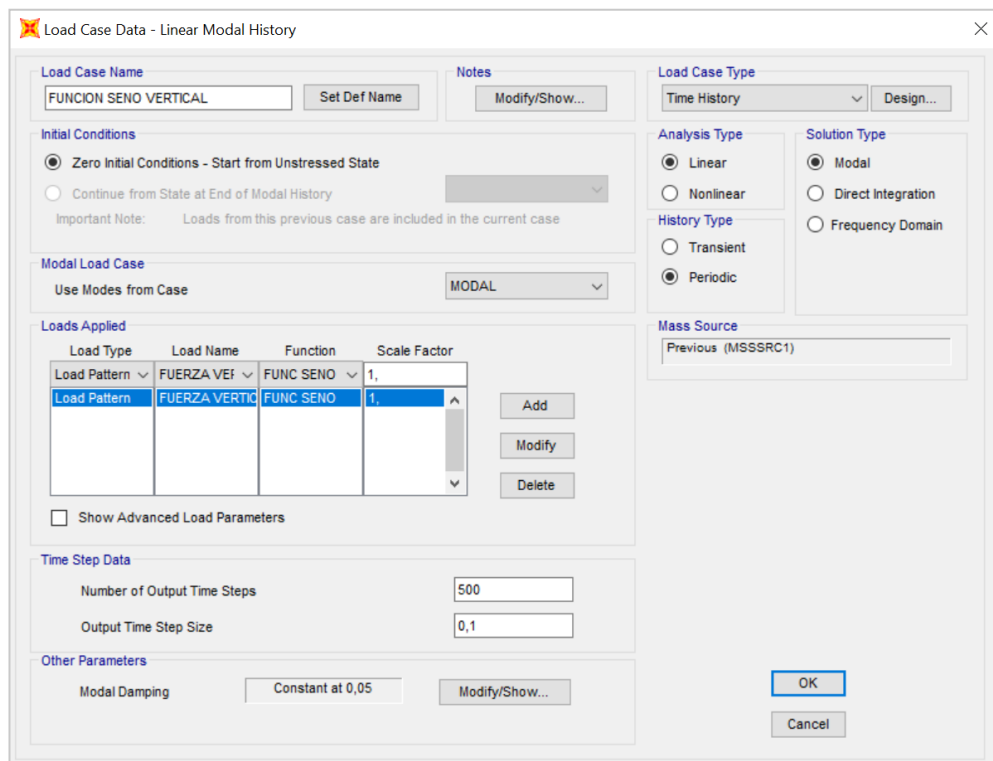 Load Case Data - Linear Modal History
Load Case Name
FUNCION SENO VERTICAL
Set Def Name
Notes
Modify/Show...
Load Case Type
Time History
Design...
Initial Conditions
Zero Initial Conditions - Start from Unstressed State
Continue from State at End of Modal History
Important Note: Loads from this previous case are included in the current case
Analysis Type
Linear
Nonlinear
Solution Type
Modal
Direct Integration
Frequency Domain
History Type
Transient
Periodic
Modal Load Case
Use Modes from Case
MODAL
Loads Applied
Load Type Load Name Function Scale Factor
Load Pattern FUERZA VEF FUNC SENO 1,
Load Pattern FUERZA VERTIC FUNC SENO 1,
Add
Modify
Delete
Show Advanced Load Parameters
Mass Source
Previous (MSSSRC1)
Time Step Data
Number of Output Time Steps 500
Output Time Step Size 0,1
Other Parameters
Modal Damping Constant at 0,05 Modify/Show...
OK
Cancel